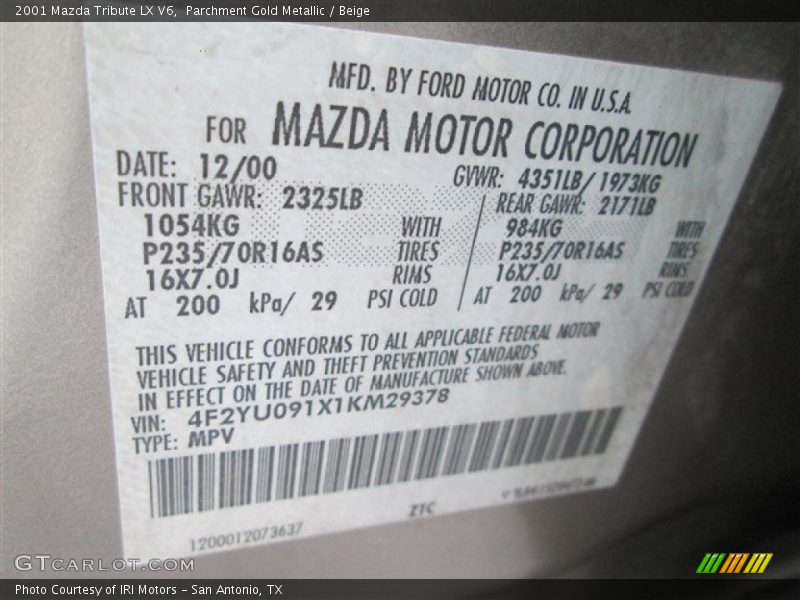 2001 Mazda Tribute LX V6,  Parchment Gold Metallic / Beige
MFD. BY FORD MOTOR CO. IN U.S.A.
FOR MAZDA MOTOR CORPORATION
DATE: 12/00 GVWR: 4351LB/ 1973KG
FRONT GAWR: 2325LB REAR GAWR: 2171LB
1054KG WITH 984KG WITH
P235/70R16AS TIRES P235/70R16AS TIRES
16X7.0J RIMS 16X7.0J RIMS
AT 200 kPa/ 29 PSI COLD AT 200 kPa/ 29 PSI COLD
THIS VEHICLE CONFORMS TO ALL APPLICABLE FEDERAL MOTOR
VEHICLE SAFETY AND THEFT PREVENTION STANDARDS
IN EFFECT ON THE DATE OF MANUFACTURE SHOWN ABOVE.
VIN: 4F2YU091X1KM29378
TYPE: MPV
1200012073637 ZTC
GTCARLOT.COM
Photo Courtesy of IRI Motors – San Antonio, TX